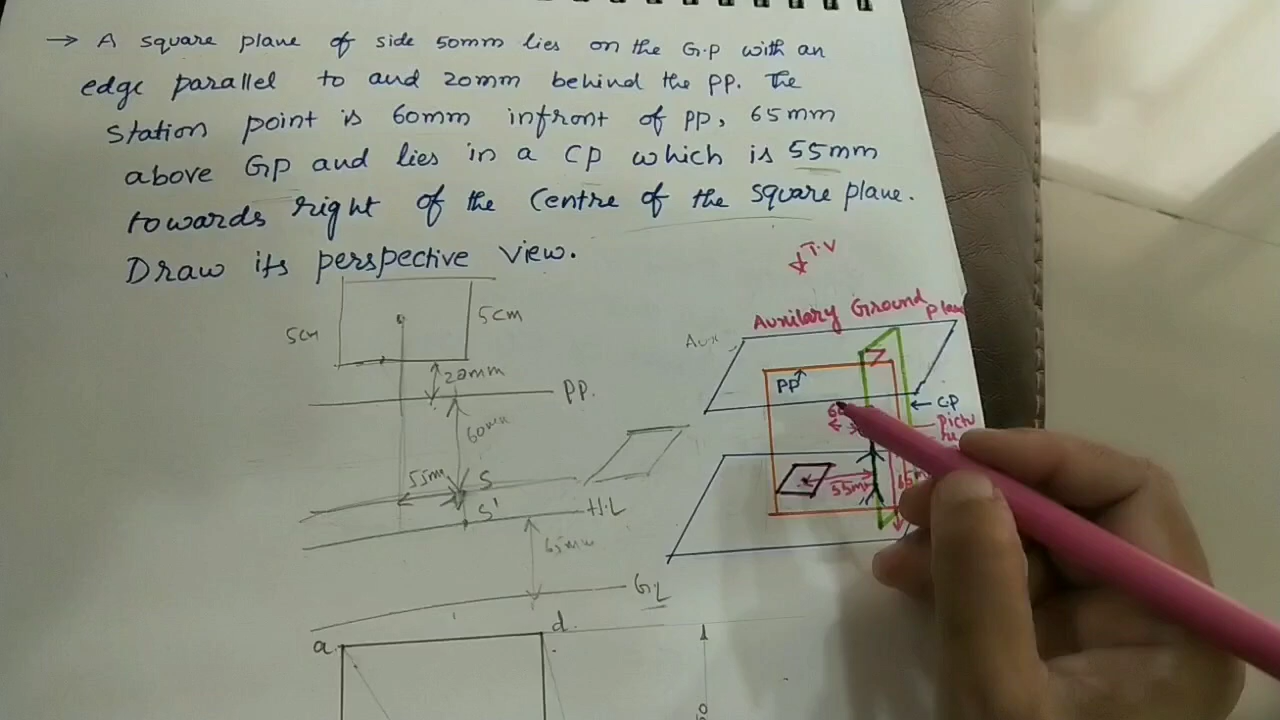 → A square plane of side 50mm lies on the G.P with an
edge parallel to and 20mm behind the PP. The
station point is 60mm infront of PP, 65mm
above GP and lies in a CP which is 55mm
towards right of the Centre of the square plane.
Draw its perspective view.
T.V
Auxilary Ground
Aux
5cm
5cm
20mm
PP.
PP
C.P
60mm
55m
S
S'
H.L
65mm
G.L
55m
a
d